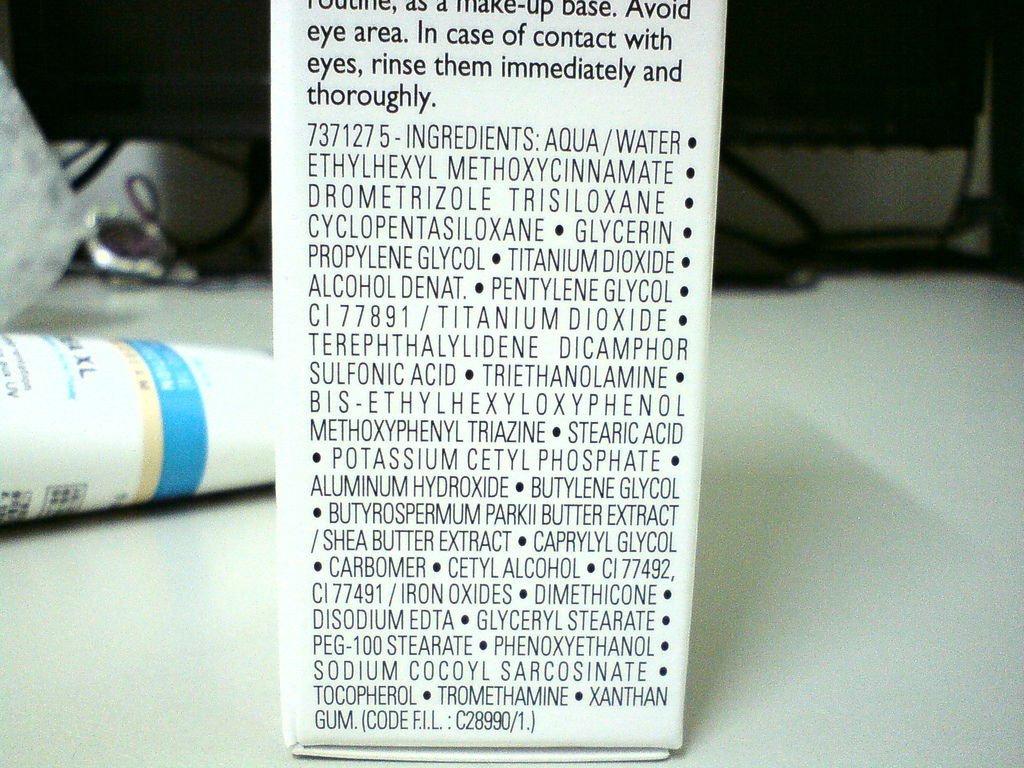 routine, as a make-up base. Avoid
eye area. In case of contact with
eyes, rinse them immediately and
thoroughly.
737127 5 - INGREDIENTS: AQUA / WATER •
ETHYLHEXYL METHOXYCINNAMATE •
DROMETRIZOLE TRISILOXANE •
CYCLOPENTASILOXANE • GLYCERIN •
PROPYLENE GLYCOL • TITANIUM DIOXIDE •
ALCOHOL DENAT. • PENTYLENE GLYCOL •
CI 77891 / TITANIUM DIOXIDE •
TEREPHTHALYLIDENE DICAMPHOR
SULFONIC ACID • TRIETHANOLAMINE •
BIS-ETHYLHEXYLOXYPHENOL
METHOXYPHENYL TRIAZINE • STEARIC ACID
• POTASSIUM CETYL PHOSPHATE •
ALUMINUM HYDROXIDE • BUTYLENE GLYCOL
• BUTYROSPERMUM PARKII BUTTER EXTRACT
/ SHEA BUTTER EXTRACT • CAPRYLYL GLYCOL
• CARBOMER • CETYL ALCOHOL • CI 77492,
CI 77491 / IRON OXIDES • DIMETHICONE •
DISODIUM EDTA • GLYCERYL STEARATE •
PEG-100 STEARATE • PHENOXYETHANOL •
SODIUM COCOYL SARCOSINATE •
TOCOPHEROL • TROMETHAMINE • XANTHAN
GUM. (CODE F.I.L. : C28990/1.)
XL